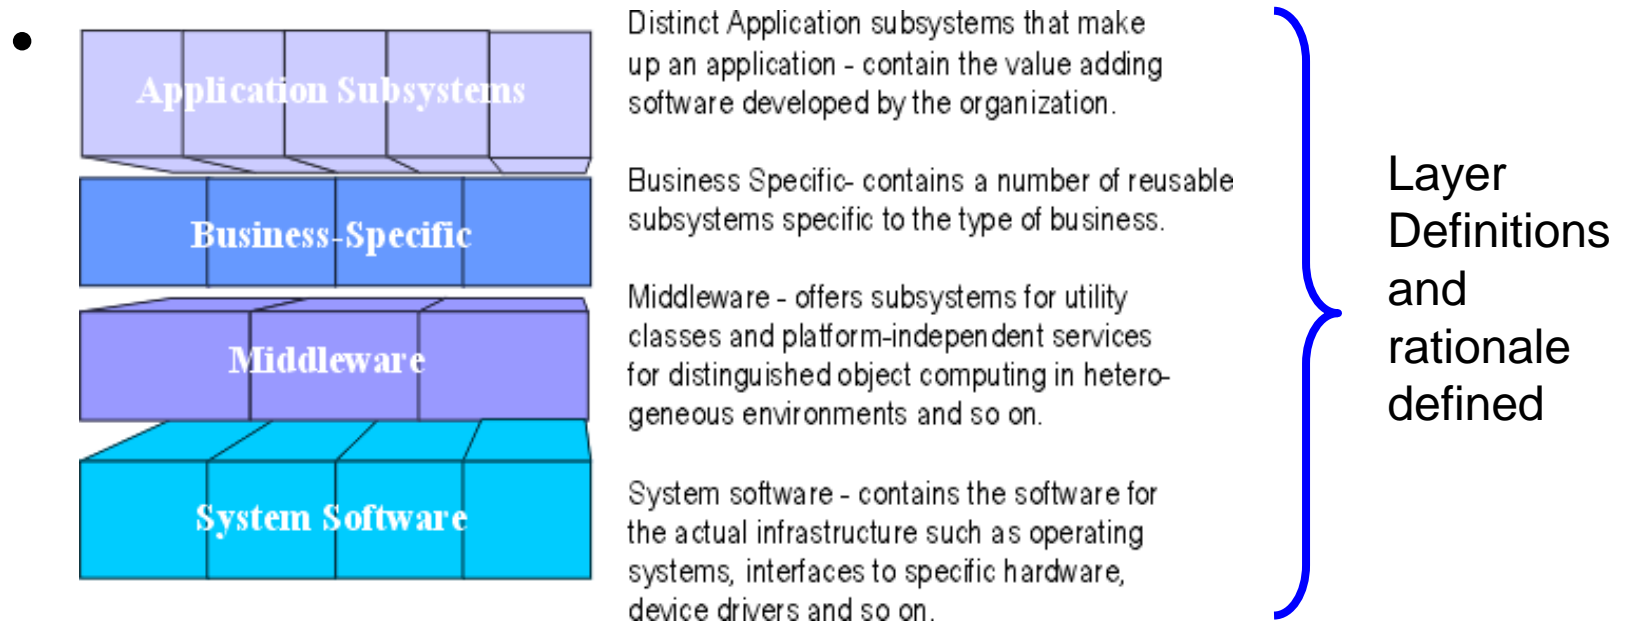 •
Application Subsystems
Distinct Application subsystems that make
up an application - contain the value adding
software developed by the organization.
Business-Specific
Business Specific- contains a number of reusable
subsystems specific to the type of business.
Middleware
Middleware - offers subsystems for utility
classes and platform-independent services
for distinguished object computing in hetero-
geneous environments and so on.
System Software
System software - contains the software for
the actual infrastructure such as operating
systems, interfaces to specific hardware,
device drivers and so on.
Layer
Definitions
and
rationale
defined